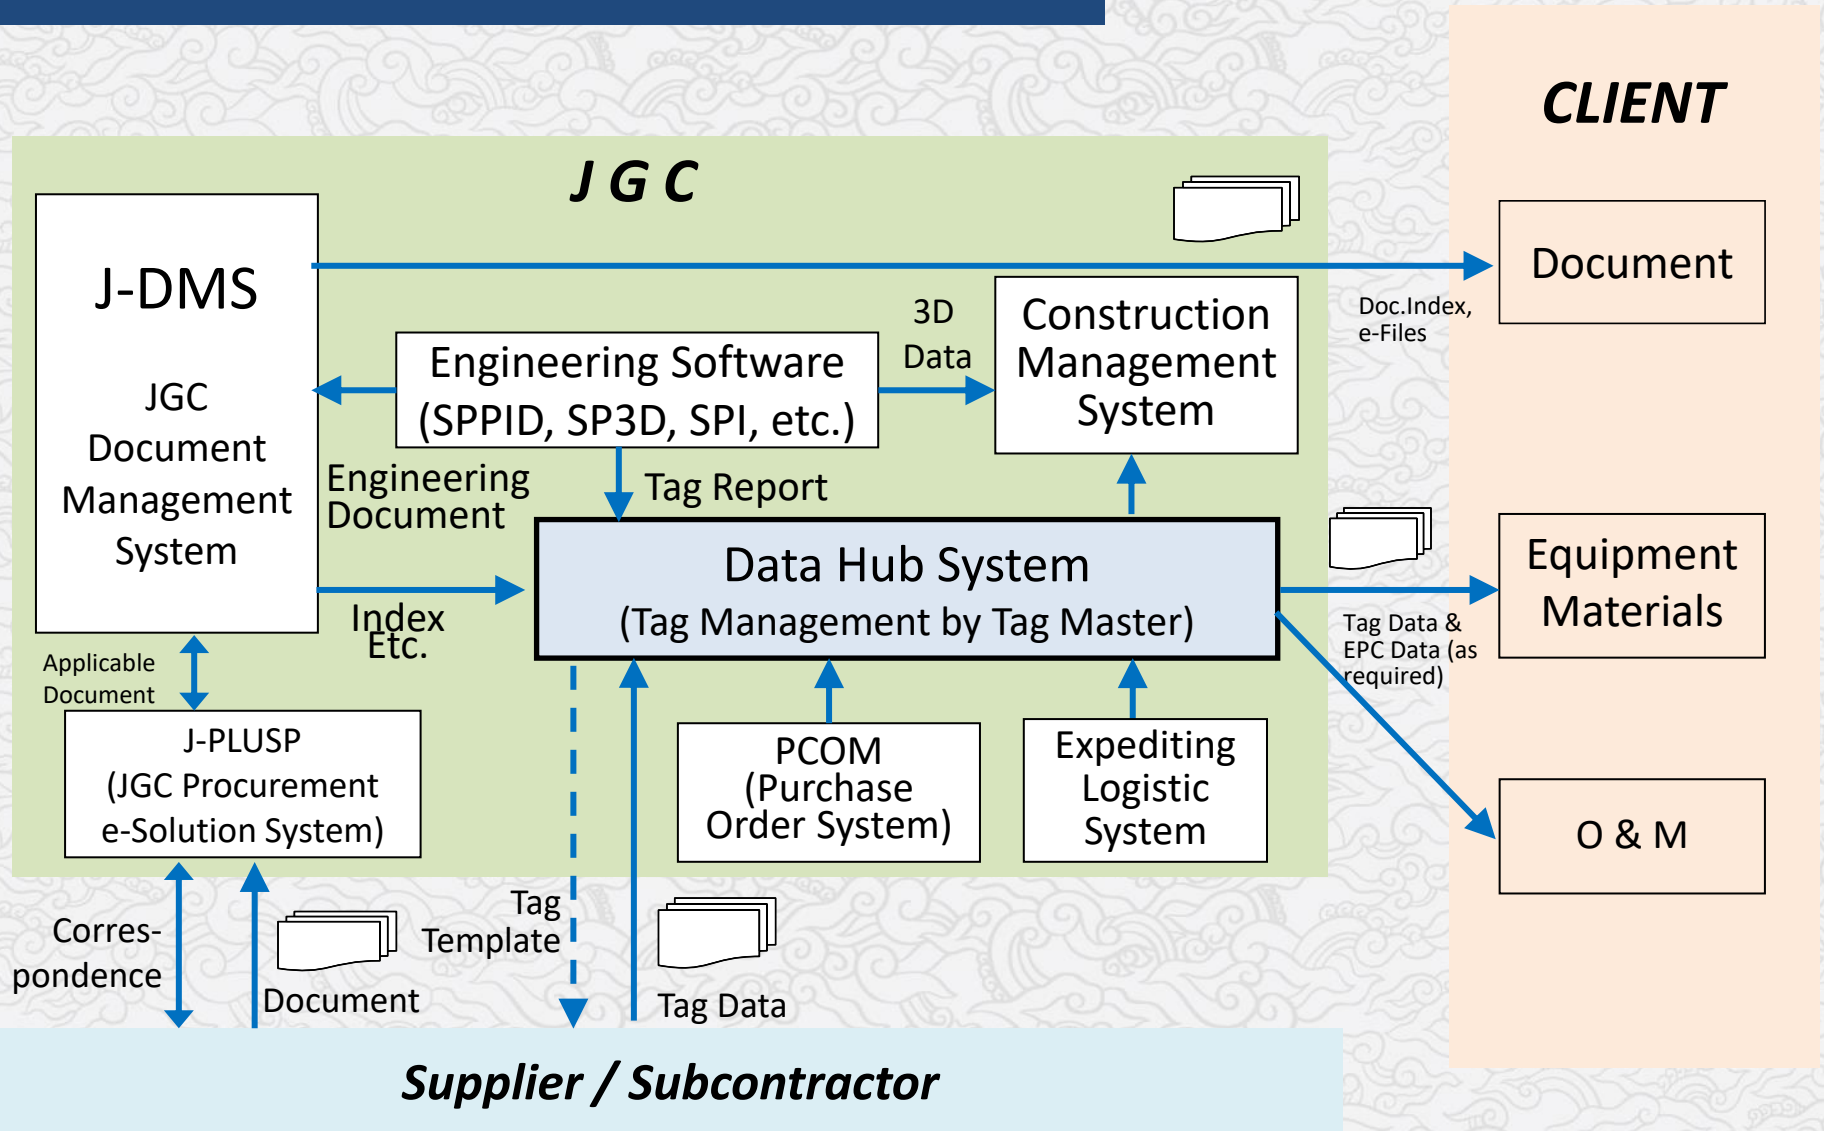 CLIENT
J G C
J-DMS
JGC
Document
Management
System
Document
Doc.Index,
e-Files
3D
Data
Construction
Management
System
Engineering Software
(SPPID, SP3D, SPI, etc.)
Engineering
Document
Tag Report
Data Hub System
(Tag Management by Tag Master)
Index
Etc.
Equipment
Materials
Tag Data &
EPC Data (as
required)
Applicable
Document
J-PLUSP
(JGC Procurement
e-Solution System)
PCOM
(Purchase
Order System)
Expediting
Logistic
System
O & M
Corres-
pondence
Document
Tag
Template
Tag Data
Supplier / Subcontractor